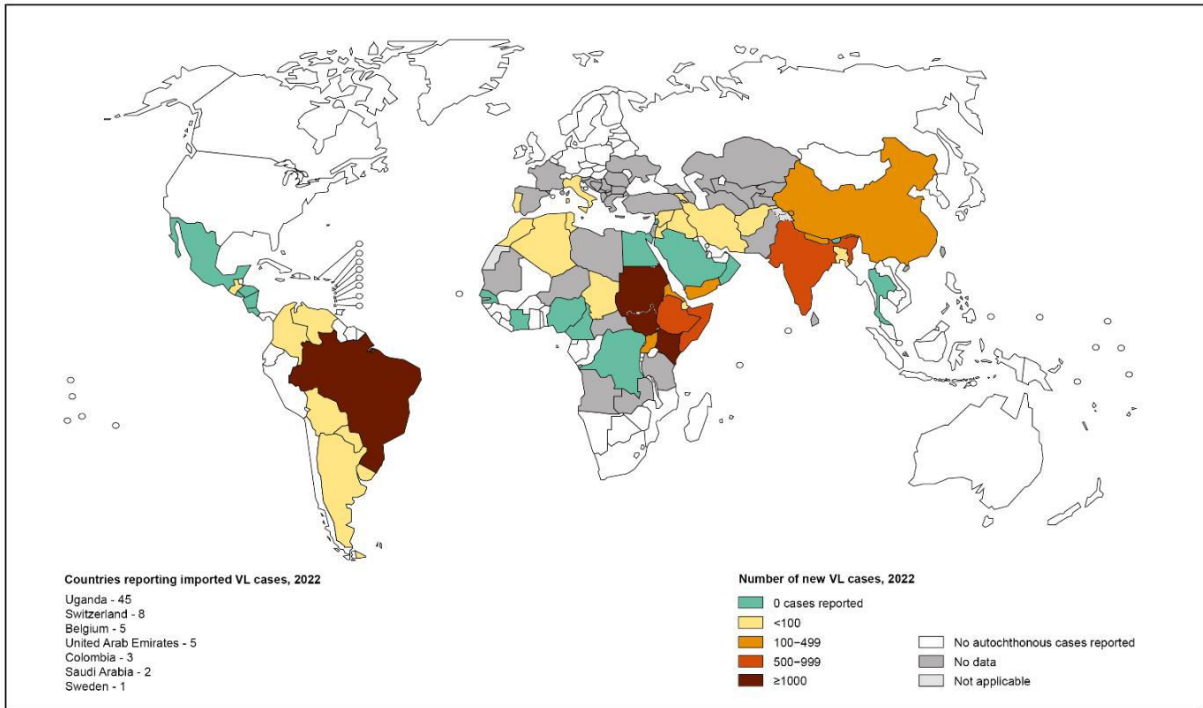 Countries reporting imported VL cases, 2022
Uganda - 45
Switzerland - 8
Belgium - 5
United Arab Emirates - 5
Colombia - 3
Saudi Arabia - 2
Sweden - 1
Number of new VL cases, 2022
0 cases reported
<100
100–499
500–999
≥1000
No autochthonous cases reported
No data
Not applicable